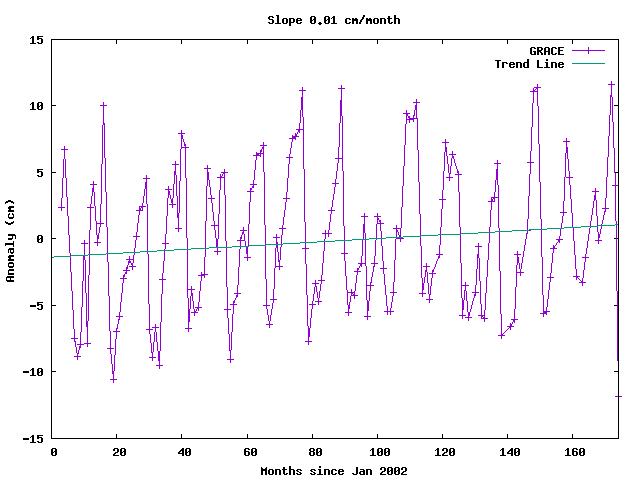 Slope 0.01 cm/month
GRACE
Trend Line
15
10
5
0
-5
-10
-15
Anomaly (cm)
0 20 40 60 80 100 120 140 160
Months since Jan 2002